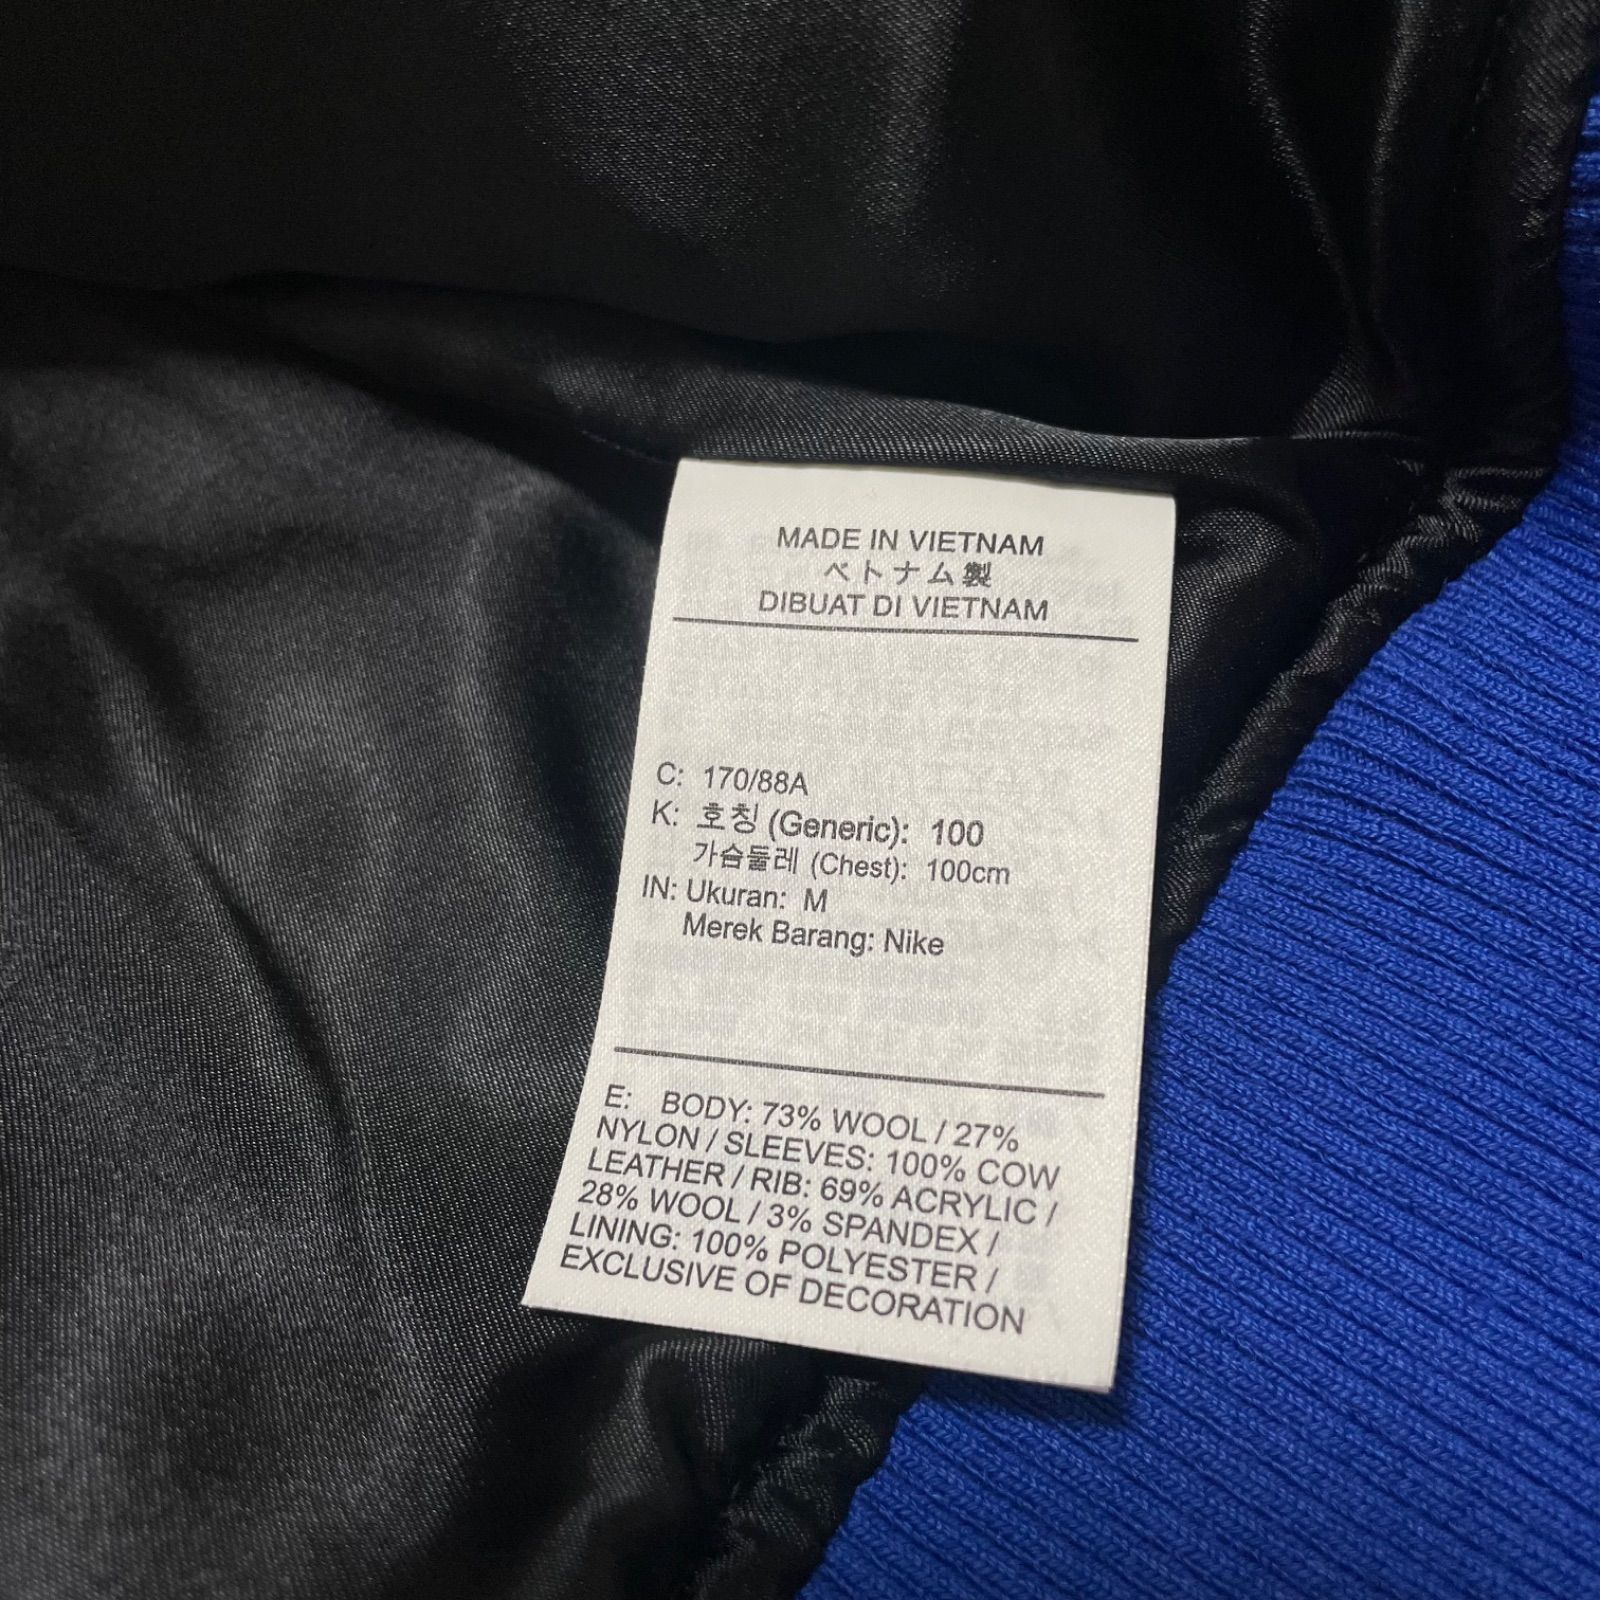 MADE IN VIETNAM
ベトナム製
DIBUAT DI VIETNAM
C: 170/88A
K: 호칭 (Generic): 100
가슴둘레 (Chest): 100cm
IN: Ukuran: M
Merek Barang: Nike
E: BODY: 73% WOOL / 27%
NYLON / SLEEVES: 100% COW
LEATHER / RIB: 69% ACRYLIC /
28% WOOL / 3% SPANDEX /
LINING: 100% POLYESTER /
EXCLUSIVE OF DECORATION